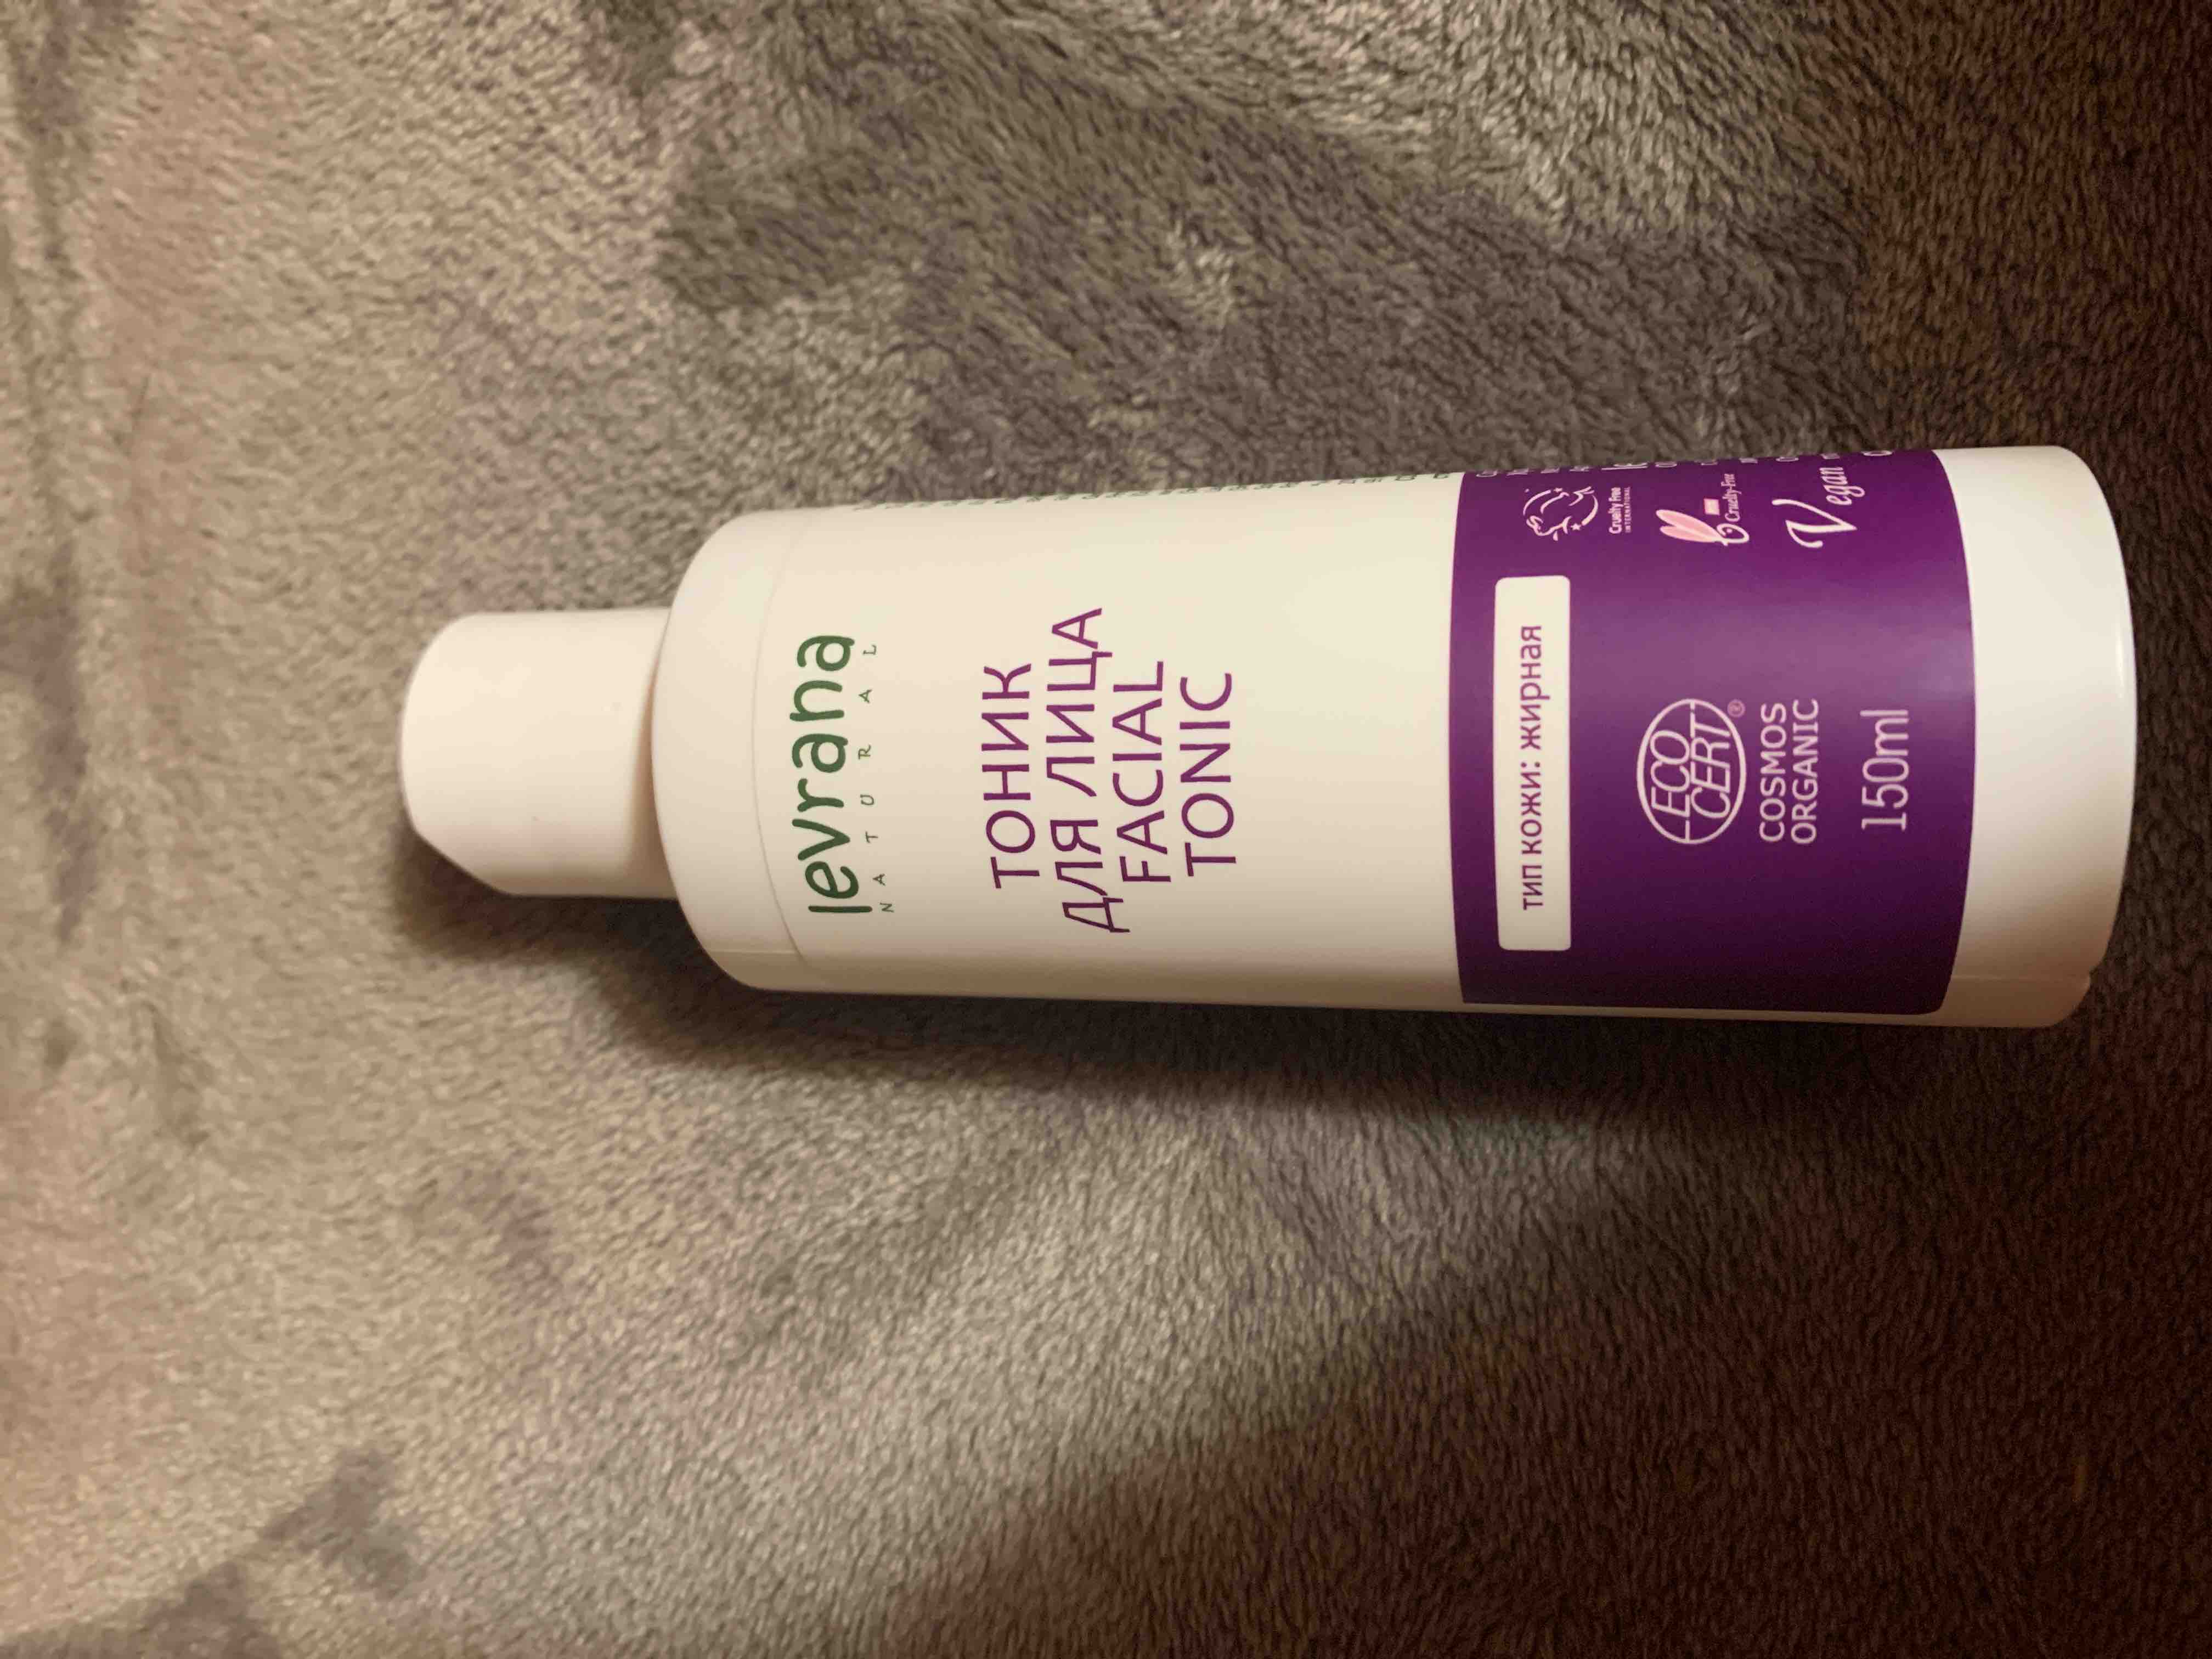 levrana
NATURAL
ТОНИК
ДЛЯ ЛИЦА
FACIAL
TONIC
тип кожи: жирная
ECO
CERT®
COSMOS
ORGANIC
150ml
Cruelty Free
INTERNATIONAL
Cruelty-Free
Vegan